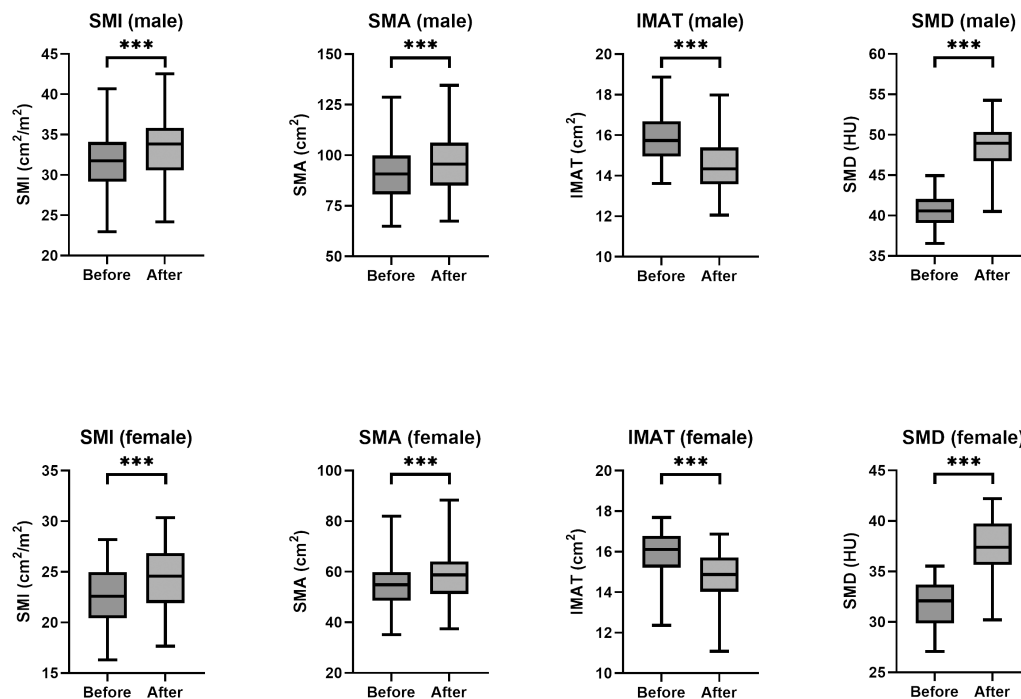 SMI (male)
***
SMI (cm²/m²)
45
40
35
30
25
20
Before After
SMA (male)
***
SMA (cm²)
150
125
100
75
50
Before After
IMAT (male)
***
IMAT (cm²)
20
18
16
14
12
10
Before After
SMD (male)
***
SMD (HU)
60
55
50
45
40
35
Before After
SMI (female)
***
SMI (cm²/m²)
35
30
25
20
15
Before After
SMA (female)
***
SMA (cm²)
100
80
60
40
20
Before After
IMAT (female)
***
IMAT (cm²)
20
18
16
14
12
10
Before After
SMD (female)
***
SMD (HU)
45
40
35
30
25
Before After